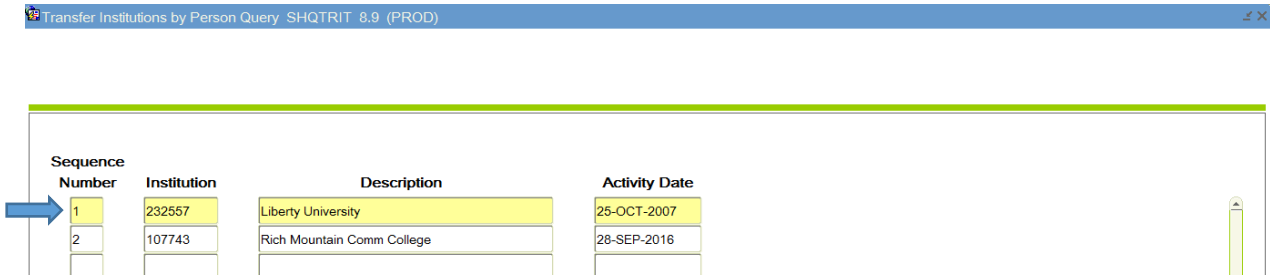 Transfer Institutions by Person Query SHQTRIT 8.9 (PROD)
Sequence
Number Institution Description Activity Date
1 232557 Liberty University 25-OCT-2007
2 107743 Rich Mountain Comm College 28-SEP-2016